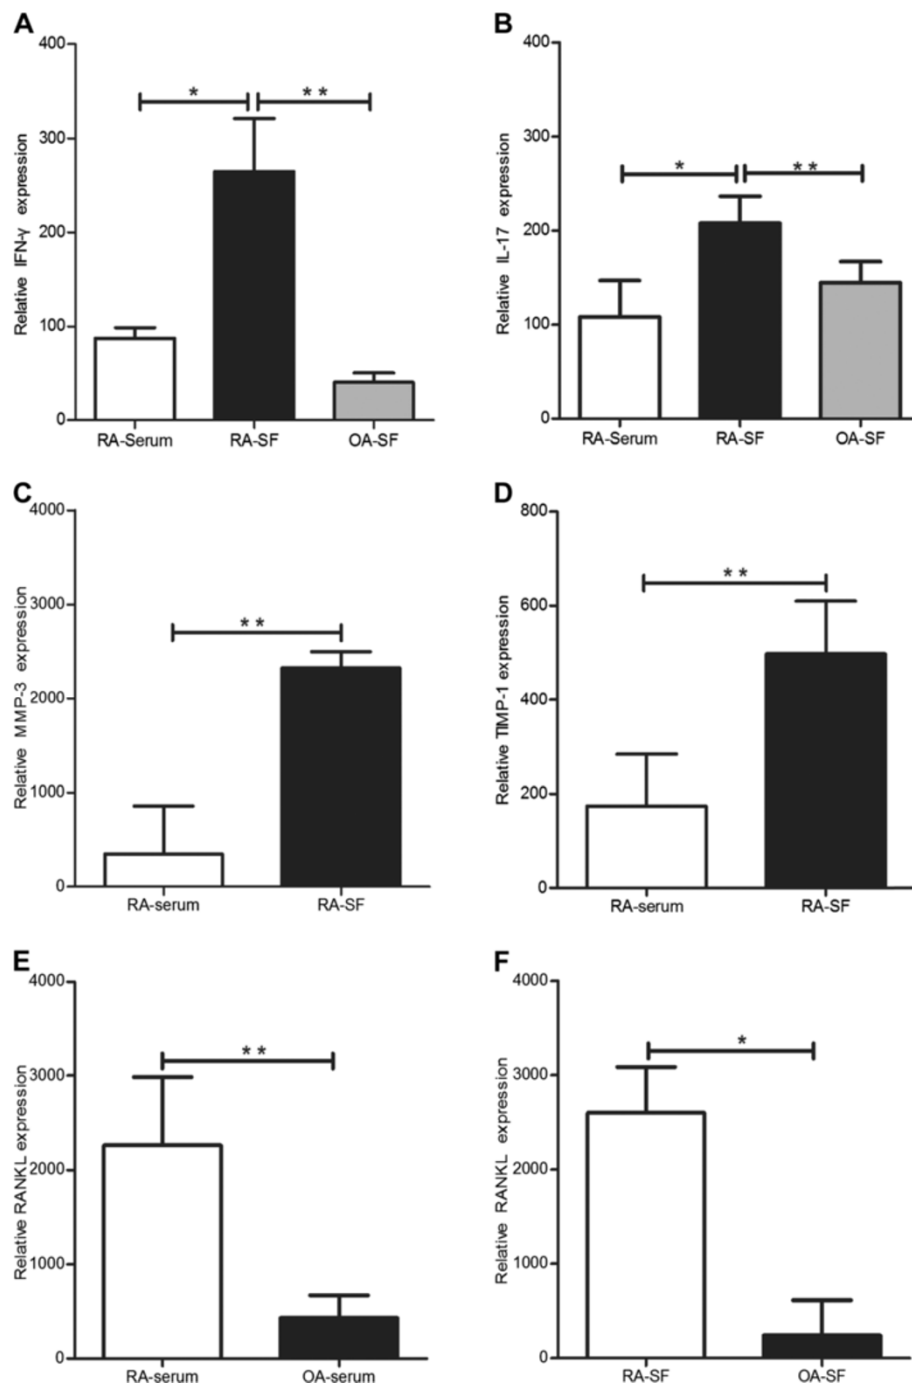 A
Relative IFN-γ expression
400
300
200
100
0
*
* *
RA-Serum RA-SF OA-SF
B
Relative IL-17 expression
400
300
200
100
0
*
* *
RA-Serum RA-SF OA-SF
C
Relative MMP-3 expression
4000
3000
2000
1000
0
* *
RA-serum RA-SF
D
Relative TIMP-1 expression
800
600
400
200
0
* *
RA-serum RA-SF
E
Relative RANKL expression
4000
3000
2000
1000
0
* *
RA-serum OA-serum
F
Relative RANKL expression
4000
3000
2000
1000
0
*
RA-SF OA-SF